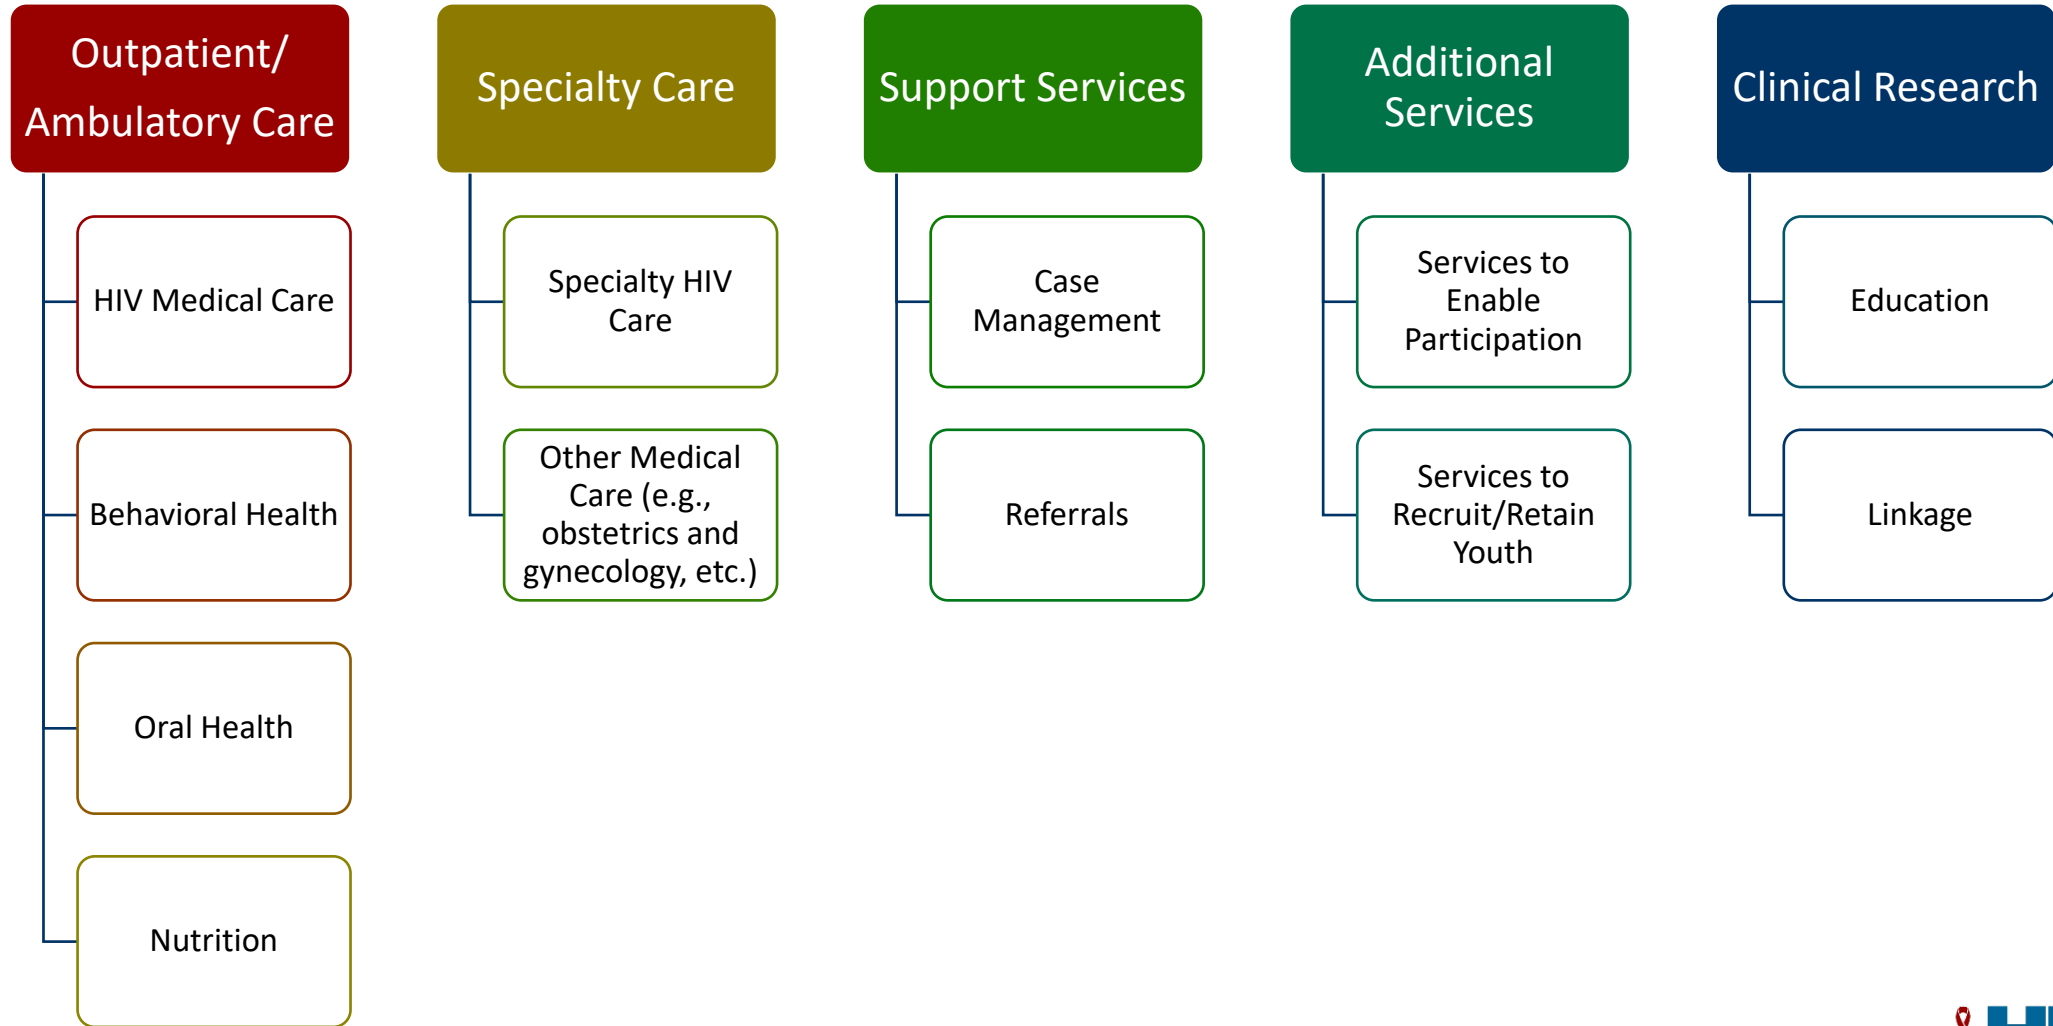 Outpatient/
Ambulatory Care
HIV Medical Care
Behavioral Health
Oral Health
Nutrition
Specialty Care
Specialty HIV
Care
Other Medical
Care (e.g.,
obstetrics and
gynecology, etc.)
Support Services
Case
Management
Referrals
Additional
Services
Services to
Enable
Participation
Services to
Recruit/Retain
Youth
Clinical Research
Education
Linkage